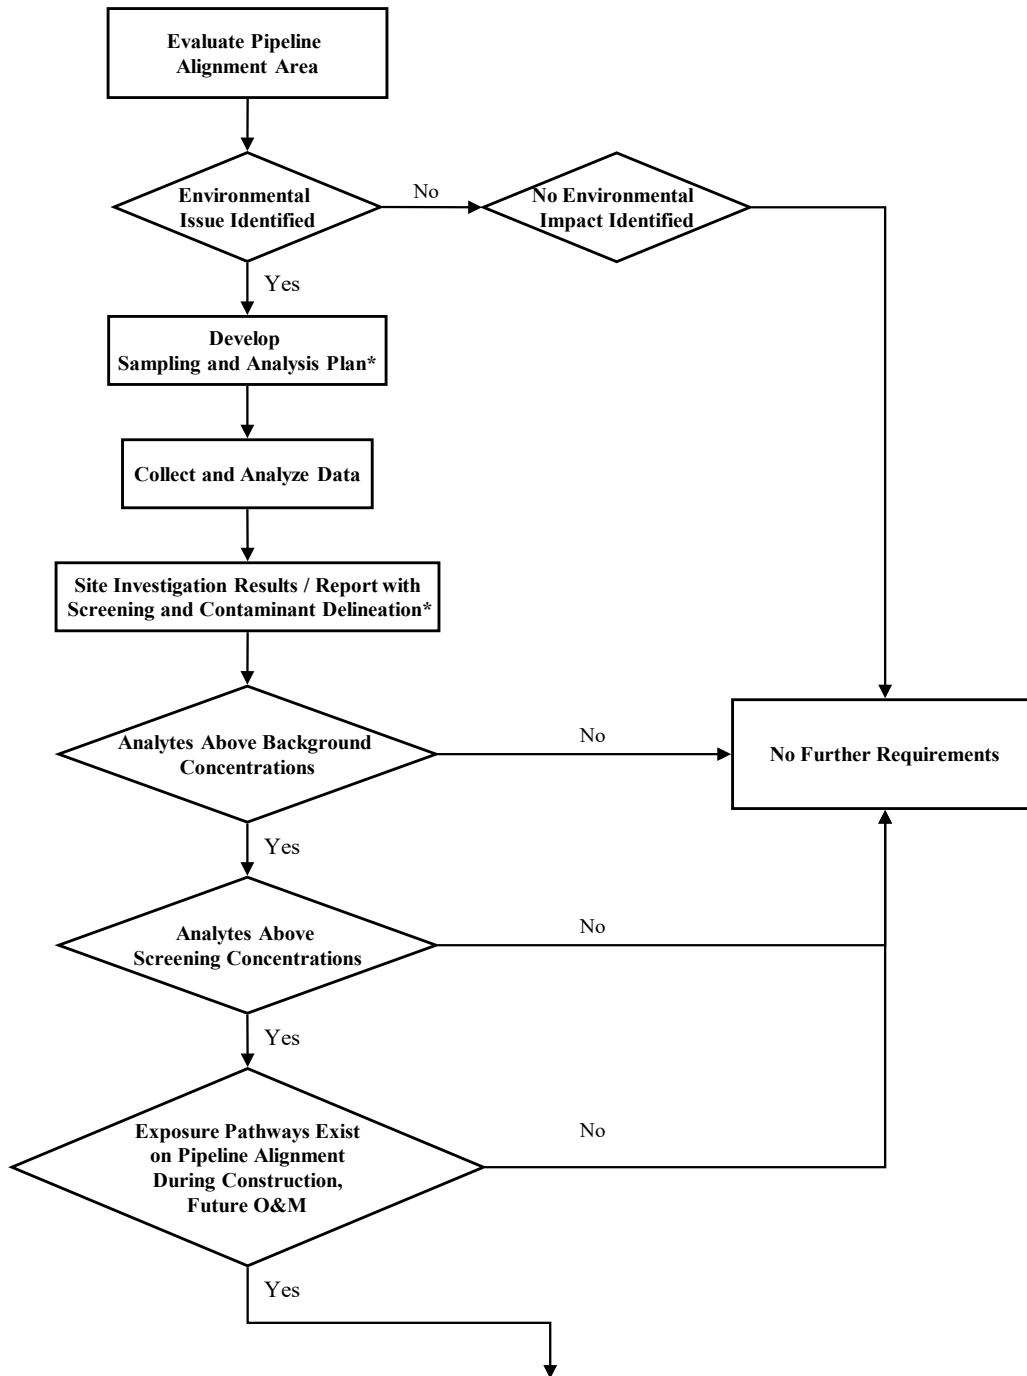 Evaluate Pipeline
Alignment Area
Environmental
Issue Identified
No
No Environmental
Impact Identified
Yes
Develop
Sampling and Analysis Plan*
Collect and Analyze Data
Site Investigation Results / Report with
Screening and Contaminant Delineation*
Analytes Above Background
Concentrations
No
No Further Requirements
Yes
Analytes Above
Screening Concentrations
No
Yes
Exposure Pathways Exist
on Pipeline Alignment
During Construction,
Future O&M
No
Yes